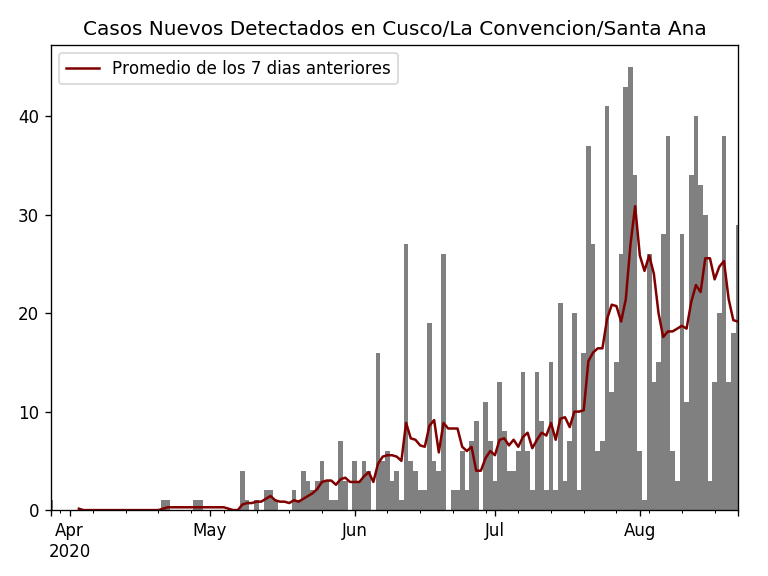 Casos Nuevos Detectados en Cusco/La Convencion/Santa Ana
Promedio de los 7 dias anteriores
40
30
20
10
0
Apr May Jun Jul Aug
2020